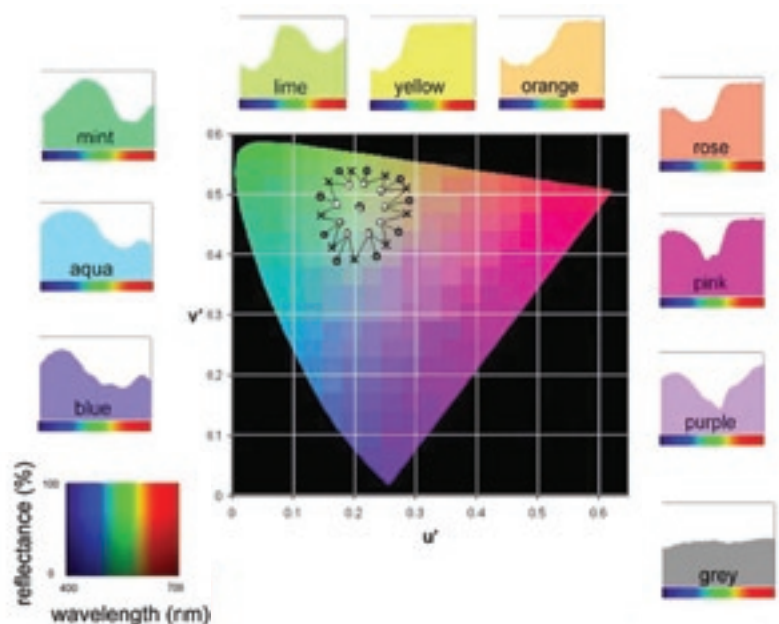 lime
yellow
orange
mint
rose
aqua
pink
blue
purple
grey
0.6
0.5
0.4
0.3
0.2
0.1
0
v'
0 0.1 0.2 0.3 0.4 0.5 0.6
u'
reflectance (%)
100
0
400 700
wavelength (nm)